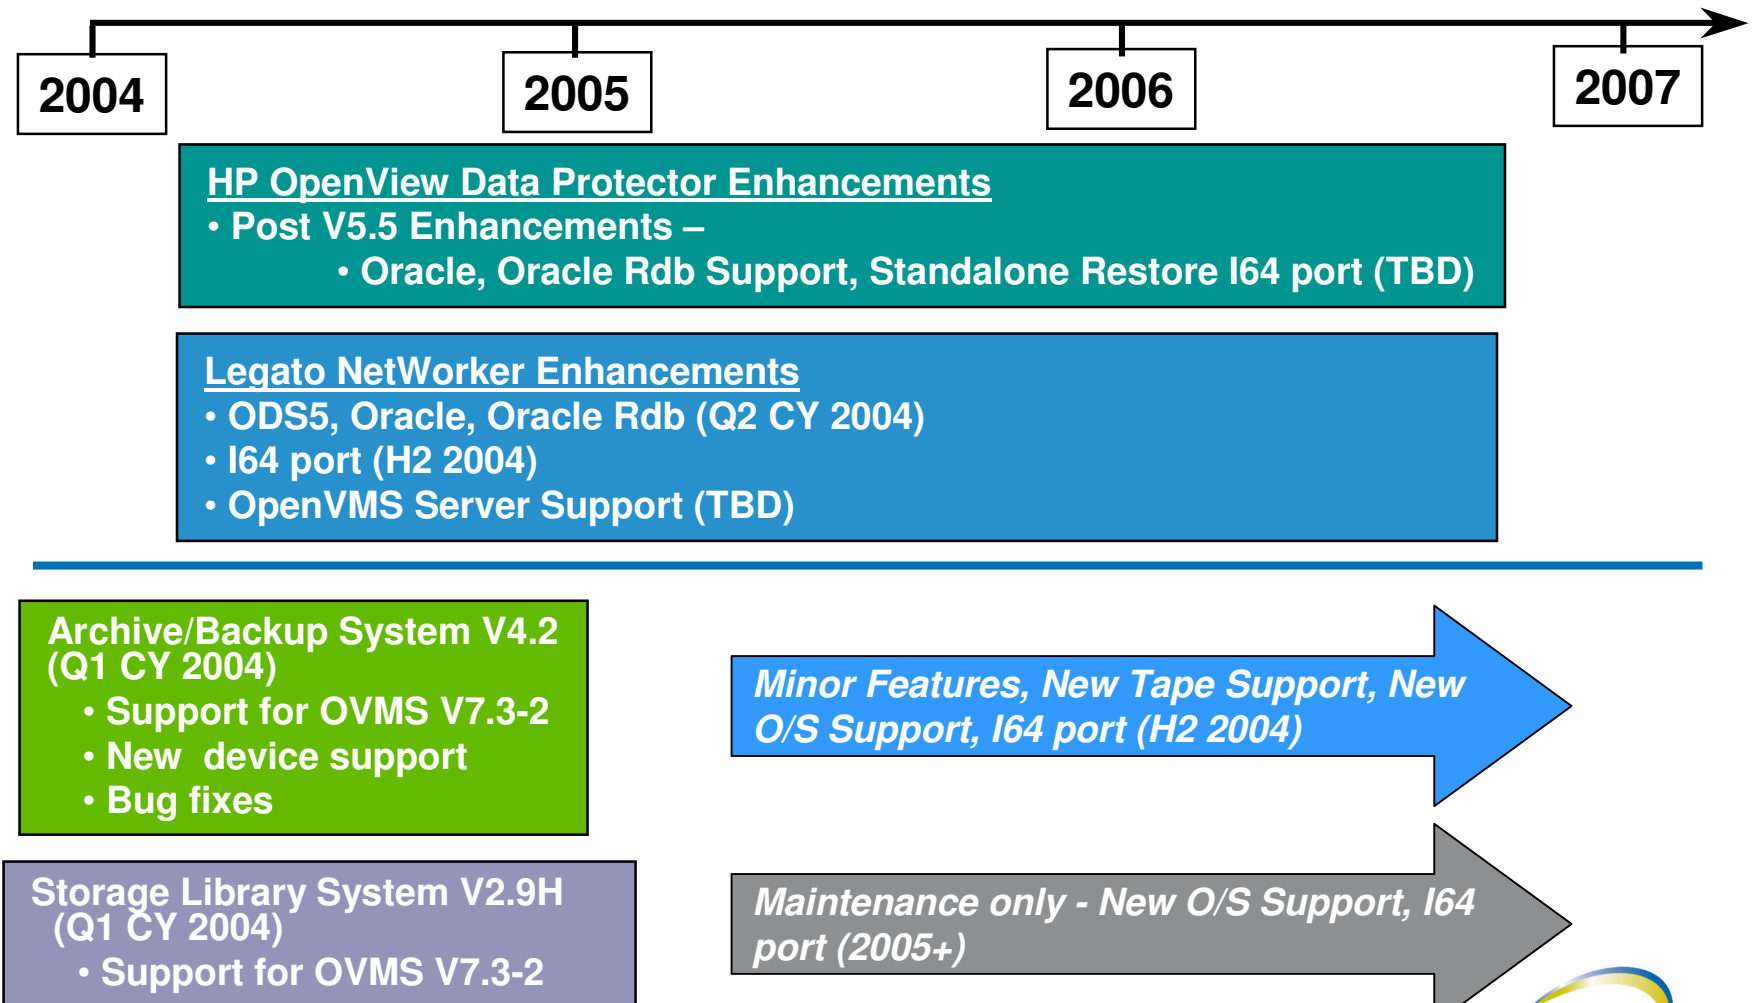 2004
2005
2006
2007
HP OpenView Data Protector Enhancements
• Post V5.5 Enhancements –
• Oracle, Oracle Rdb Support, Standalone Restore I64 port (TBD)
Legato NetWorker Enhancements
• ODS5, Oracle, Oracle Rdb (Q2 CY 2004)
• I64 port (H2 2004)
• OpenVMS Server Support (TBD)
Archive/Backup System V4.2
(Q1 CY 2004)
• Support for OVMS V7.3-2
• New device support
• Bug fixes
Minor Features, New Tape Support, New
O/S Support, I64 port (H2 2004)
Storage Library System V2.9H
(Q1 CY 2004)
• Support for OVMS V7.3-2
Maintenance only - New O/S Support, I64
port (2005+)